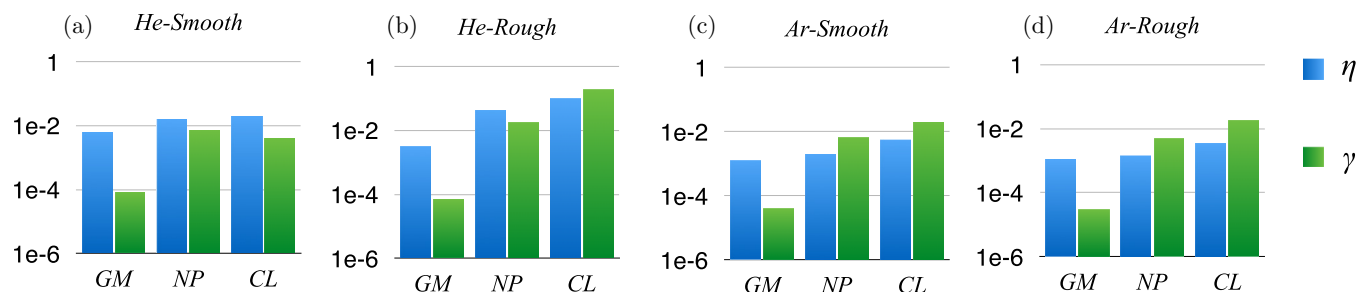 (a) He-Smooth
1
1e-2
1e-4
1e-6
GM NP CL
(b) He-Rough
1
1e-2
1e-4
1e-6
GM NP CL
(c) Ar-Smooth
1
1e-2
1e-4
1e-6
GM NP CL
(d) Ar-Rough
1
1e-2
1e-4
1e-6
GM NP CL
η
γ